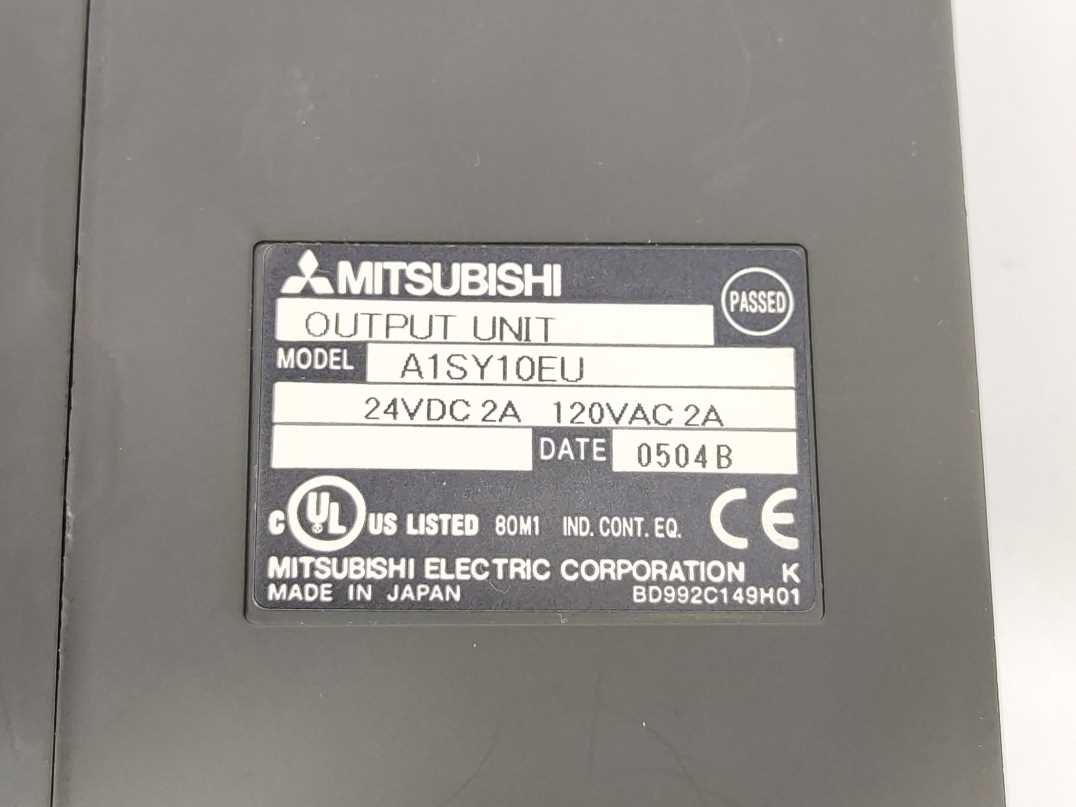 MITSUBISHI
PASSED
OUTPUT UNIT
MODEL A1SY10EU
24VDC 2A 120VAC 2A
DATE 0504B
C UL US LISTED 80M1 IND. CONT. EQ. CE
MITSUBISHI ELECTRIC CORPORATION K
MADE IN JAPAN BD992C149H01